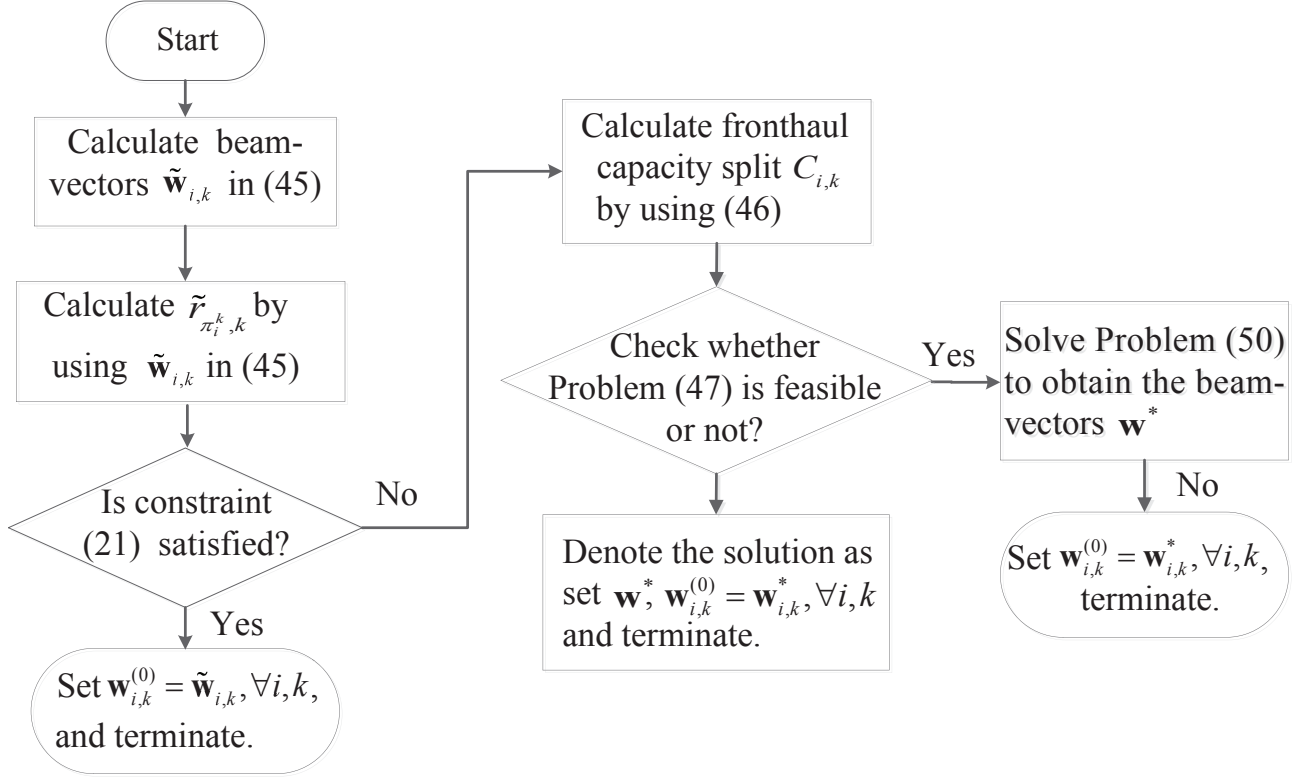 Start
Calculate beam-
vectors w̃_{i,k} in (45)
Calculate r̃_{π_i^k,k} by
using w̃_{i,k} in (45)
Is constraint
(21) satisfied?
No
Yes
Set w_{i,k}^{(0)} = w̃_{i,k}, ∀i,k,
and terminate.
Calculate fronthaul
capacity split C_{i,k}
by using (46)
Check whether
Problem (47) is feasible
or not?
Yes
Denote the solution as
set w^*, w_{i,k}^{(0)} = w_{i,k}^*, ∀i,k
and terminate.
Solve Problem (50)
to obtain the beam-
vectors w^*
No
Set w_{i,k}^{(0)} = w_{i,k}^*, ∀i,k,
terminate.